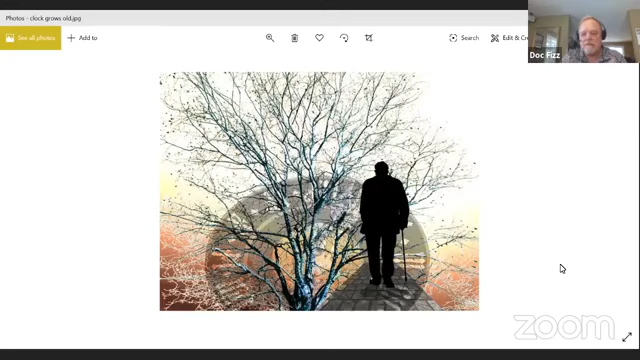 Photos - clock grows old.jpg
See all photos
Add to
Search
Edit & Cre
Doc Fizz
zoom